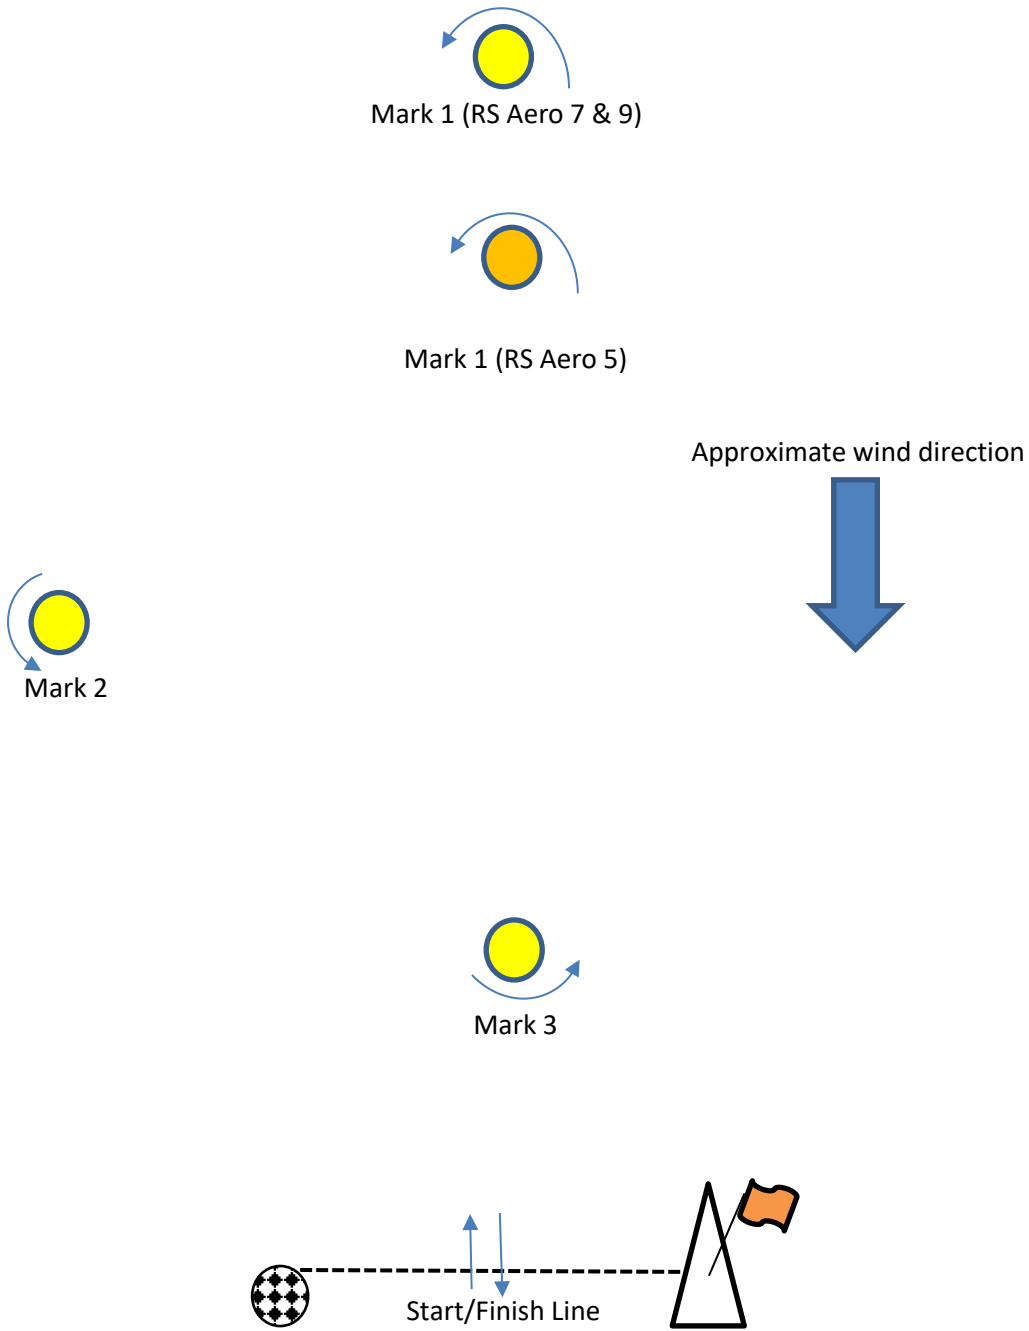 Mark 1 (RS Aero 7 & 9)
Mark 1 (RS Aero 5)
Approximate wind direction
Mark 2
Mark 3
Start/Finish Line